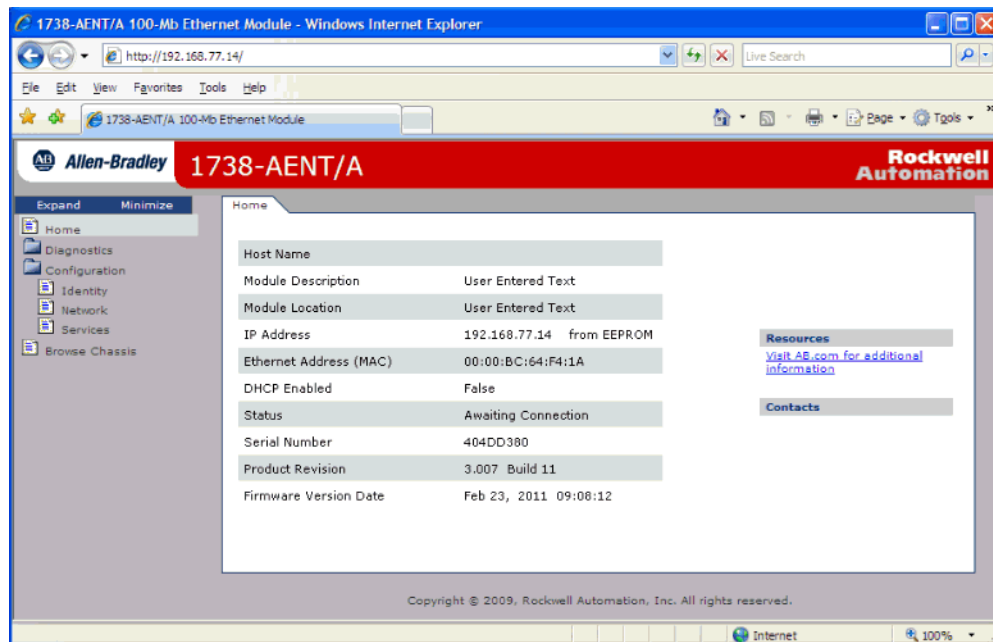 1738-AENT/A 100-Mb Ethernet Module - Windows Internet Explorer
http://192.168.77.14/
Live Search
File Edit View Favorites Tools Help
1738-AENT/A 100-Mb Ethernet Module
Page Tools »
AB Allen-Bradley 1738-AENT/A Rockwell Automation
Expand Minimize
Home
Diagnostics
Configuration
Identity
Network
Services
Browse Chassis
Home
Host Name
Module Description User Entered Text
Module Location User Entered Text
IP Address 192.168.77.14 from EEPROM
Ethernet Address (MAC) 00:00:BC:64:F4:1A
DHCP Enabled False
Status Awaiting Connection
Serial Number 404DD380
Product Revision 3.007 Build 11
Firmware Version Date Feb 23, 2011 09:08:12
Resources
Visit AB.com for additional
information
Contacts
Copyright © 2009, Rockwell Automation, Inc. All rights reserved.
Internet 100%